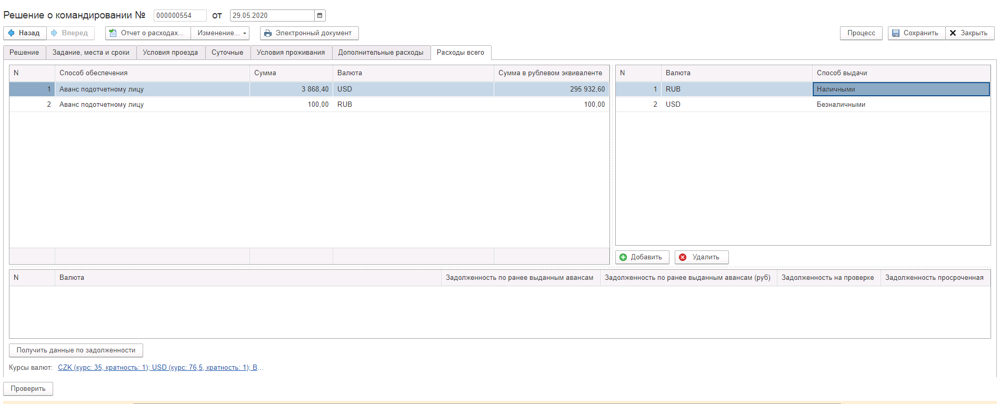 Решение о командировании № 000000554 от 29.05.2020
Назад Вперед Отчет о расходах... Изменение... Электронный документ Процесс Сохранить Закрыть
Решение Задание, места и сроки Условия проезда Суточные Условия проживания Дополнительные расходы Расходы всего
N Способ обеспечения Сумма Валюта Сумма в рублевом эквиваленте
1 Аванс подотчетному лицу 3 868,40 USD 295 932,60
2 Аванс подотчетному лицу 100,00 RUB 100,00
N Валюта Способ выдачи
1 RUB Наличными
2 USD Безналичными
Добавить Удалить
N Валюта Задолженность по ранее выданным авансам Задолженность по ранее выданным авансам (руб) Задолженность на проверке Задолженность просроченная
Получить данные по задолженности
Курсы валют: CZK (курс: 35, кратность: 1); USD (курс: 76,5, кратность: 1); B...
Проверить